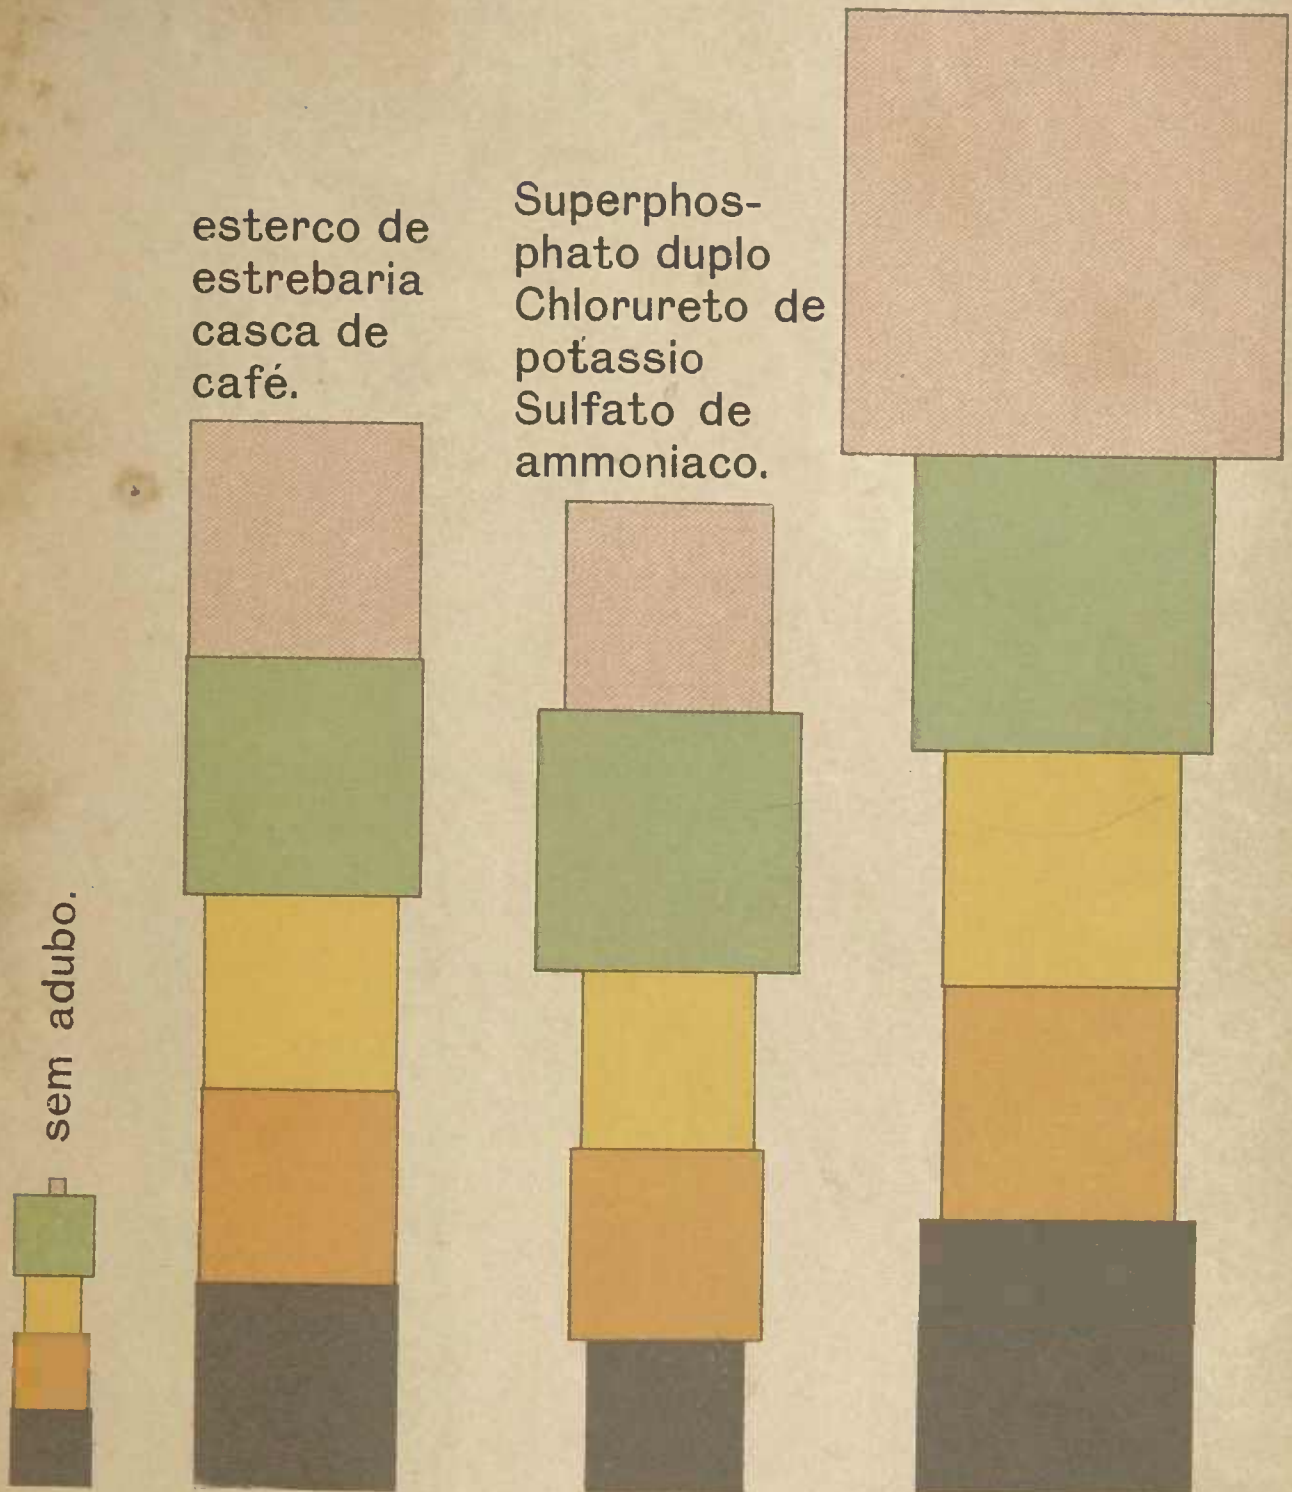 esterco de
estrebaria
casca de
café.
Superphos-
phato duplo
Chlorureto de
potassio
Sulfato de
ammoniaco.
sem adubo.